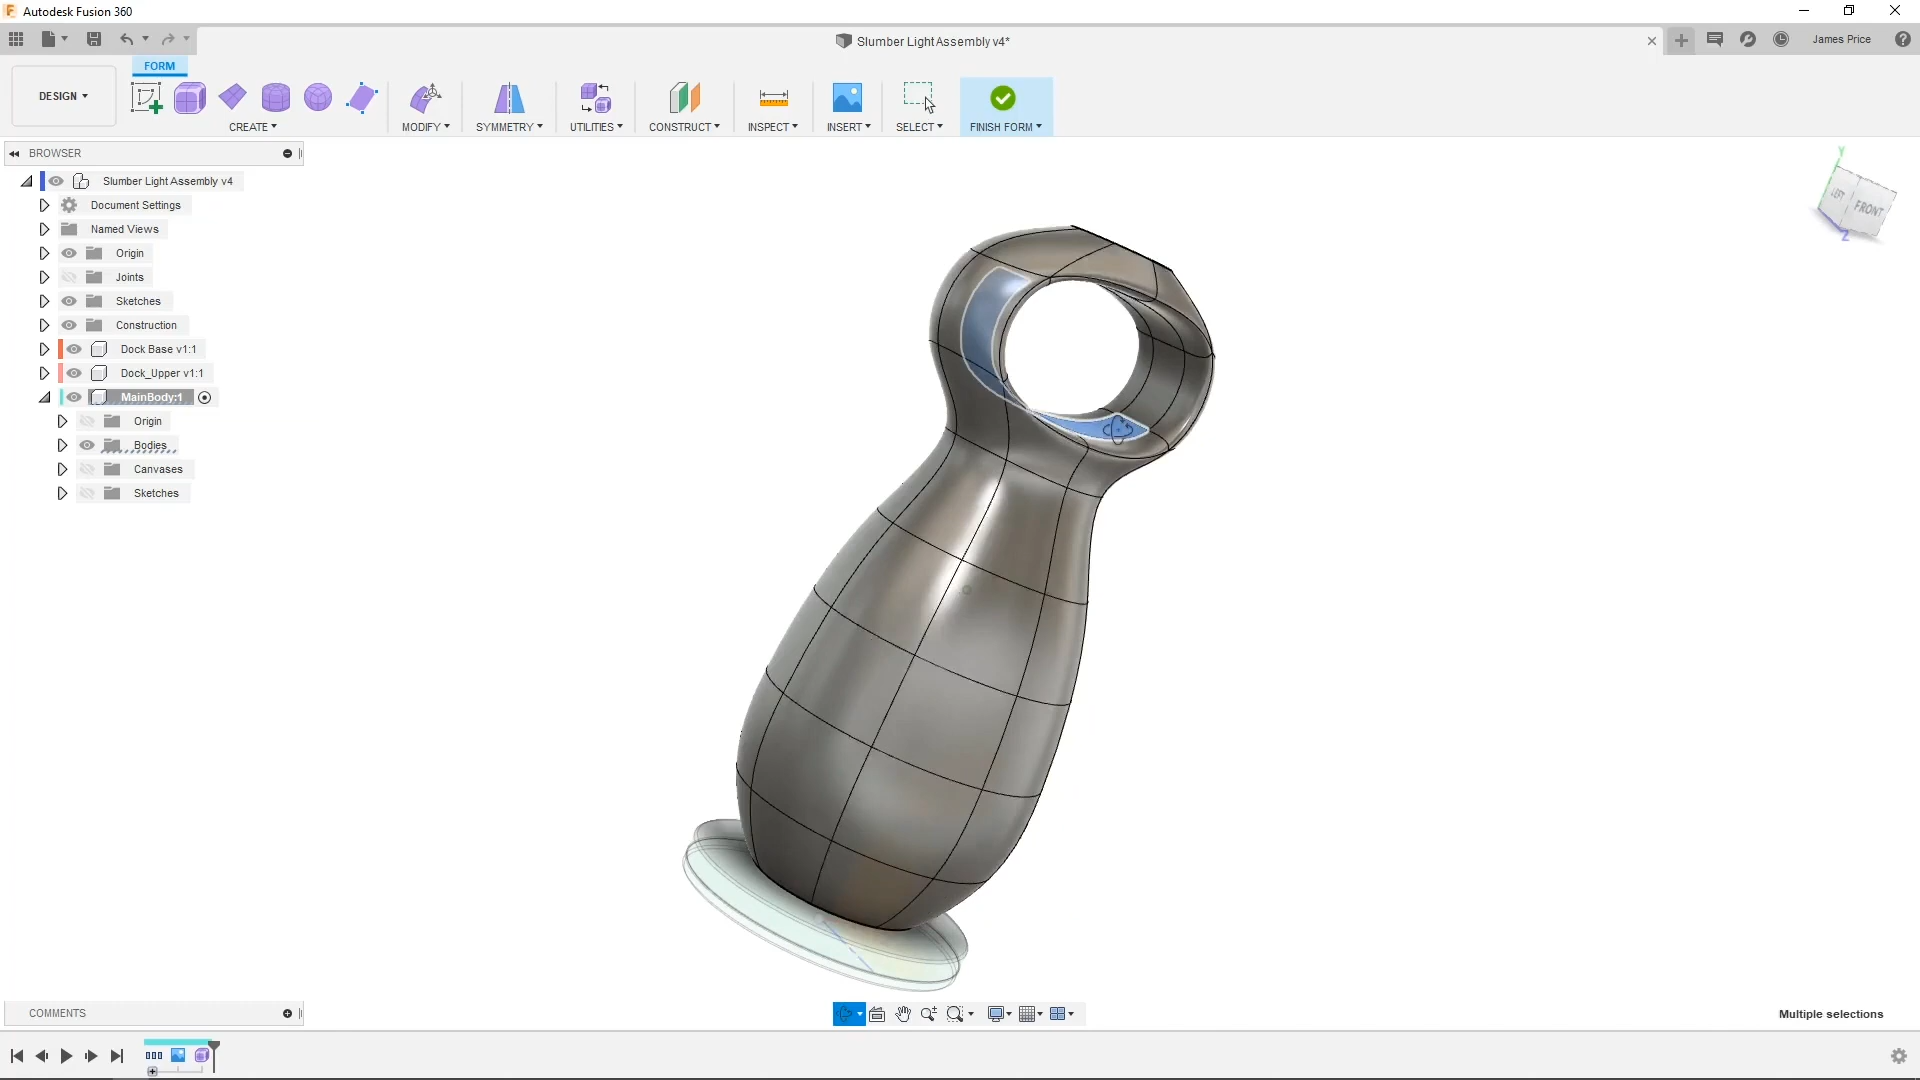 Autodesk Fusion 360
Slumber Light Assembly v4*
James Price
FORM
DESIGN
CREATE
MODIFY
SYMMETRY
UTILITIES
CONSTRUCT
INSPECT
INSERT
SELECT
FINISH FORM
BROWSER
Slumber Light Assembly v4
Document Settings
Named Views
Origin
Joints
Sketches
Construction
Dock Base v1:1
Dock_Upper v1:1
MainBody:1
Origin
Bodies
Canvases
Sketches
Y
LEFT
FRONT
Z
COMMENTS
Multiple selections